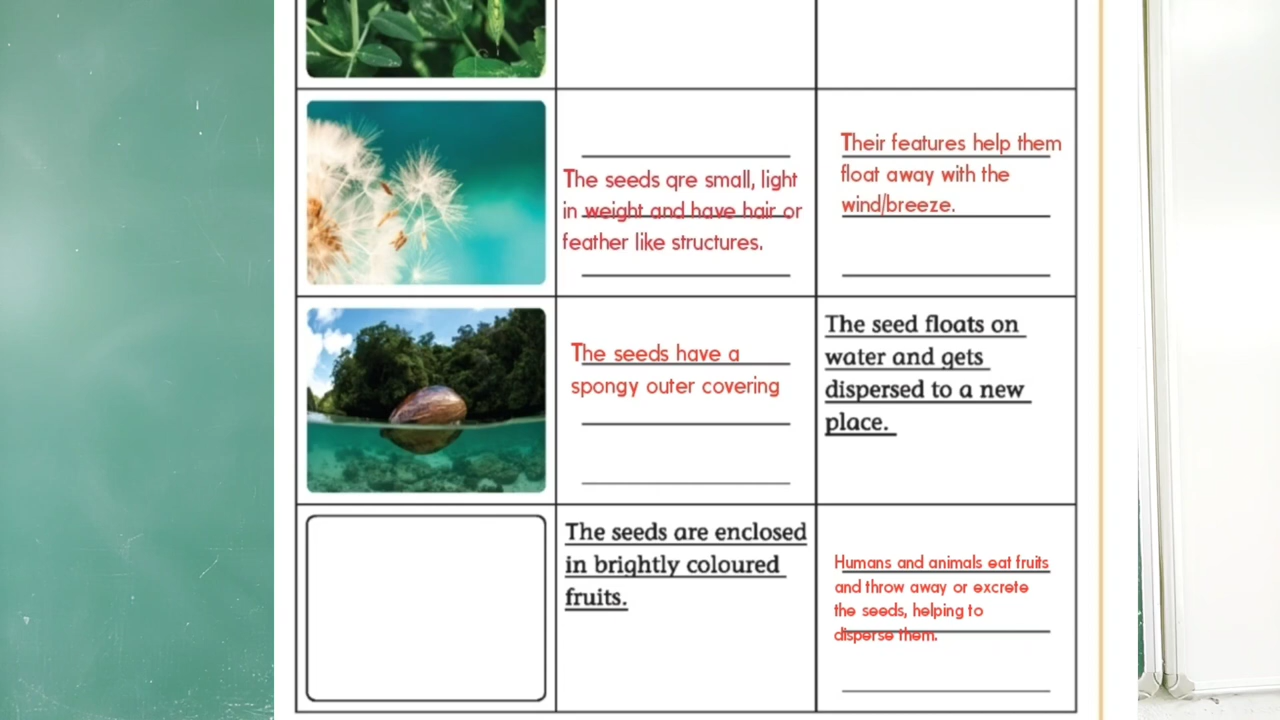 The seeds qre small, light
in weight and have hair or
feather like structures.
Their features help them
float away with the
wind/breeze.
The seeds have a
spongy outer covering
The seed floats on
water and gets
dispersed to a new
place.
The seeds are enclosed
in brightly coloured
fruits.
Humans and animals eat fruits
and throw away or excrete
the seeds, helping to
disperse them.